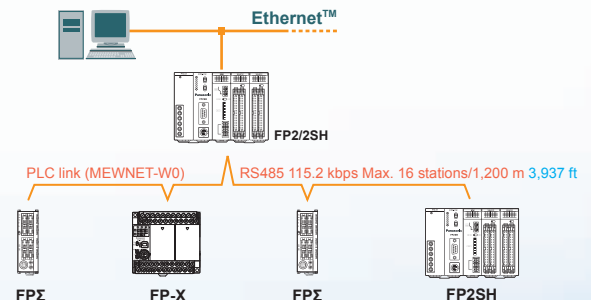 Ethernet™
FP2/2SH
PLC link (MEWNET-W0)
RS485 115.2 kbps Max. 16 stations/1,200 m 3,937 ft
FPΣ
FP-X
FPΣ
FP2SH